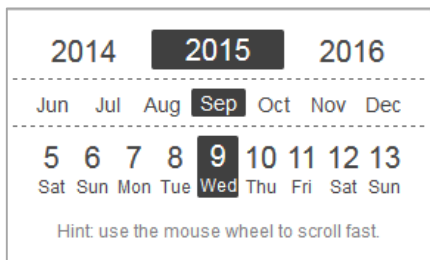 2014 2015 2016
Jun Jul Aug Sep Oct Nov Dec
5 6 7 8 9 10 11 12 13
Sat Sun Mon Tue Wed Thu Fri Sat Sun
Hint: use the mouse wheel to scroll fast.